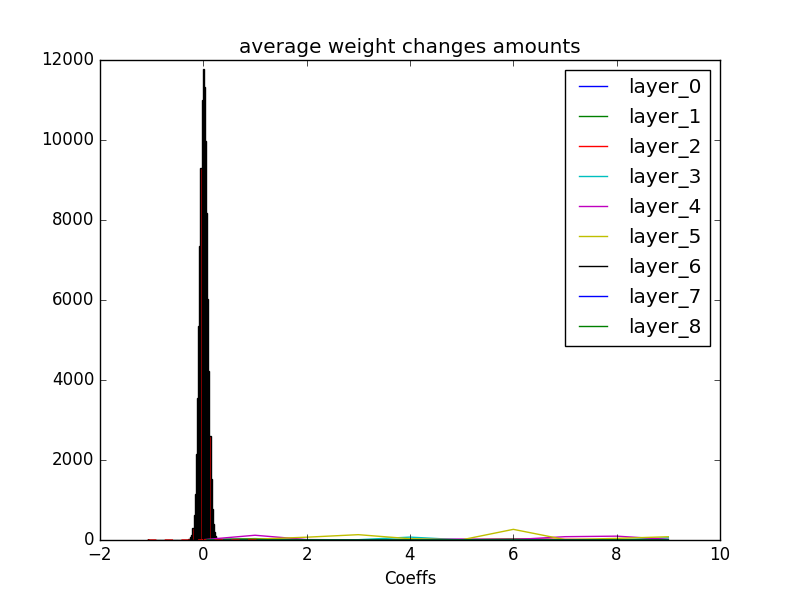 average weight changes amounts
12000
10000
8000
6000
4000
2000
0
−2
0
2
4
6
8
10
Coeffs
layer_0
layer_1
layer_2
layer_3
layer_4
layer_5
layer_6
layer_7
layer_8